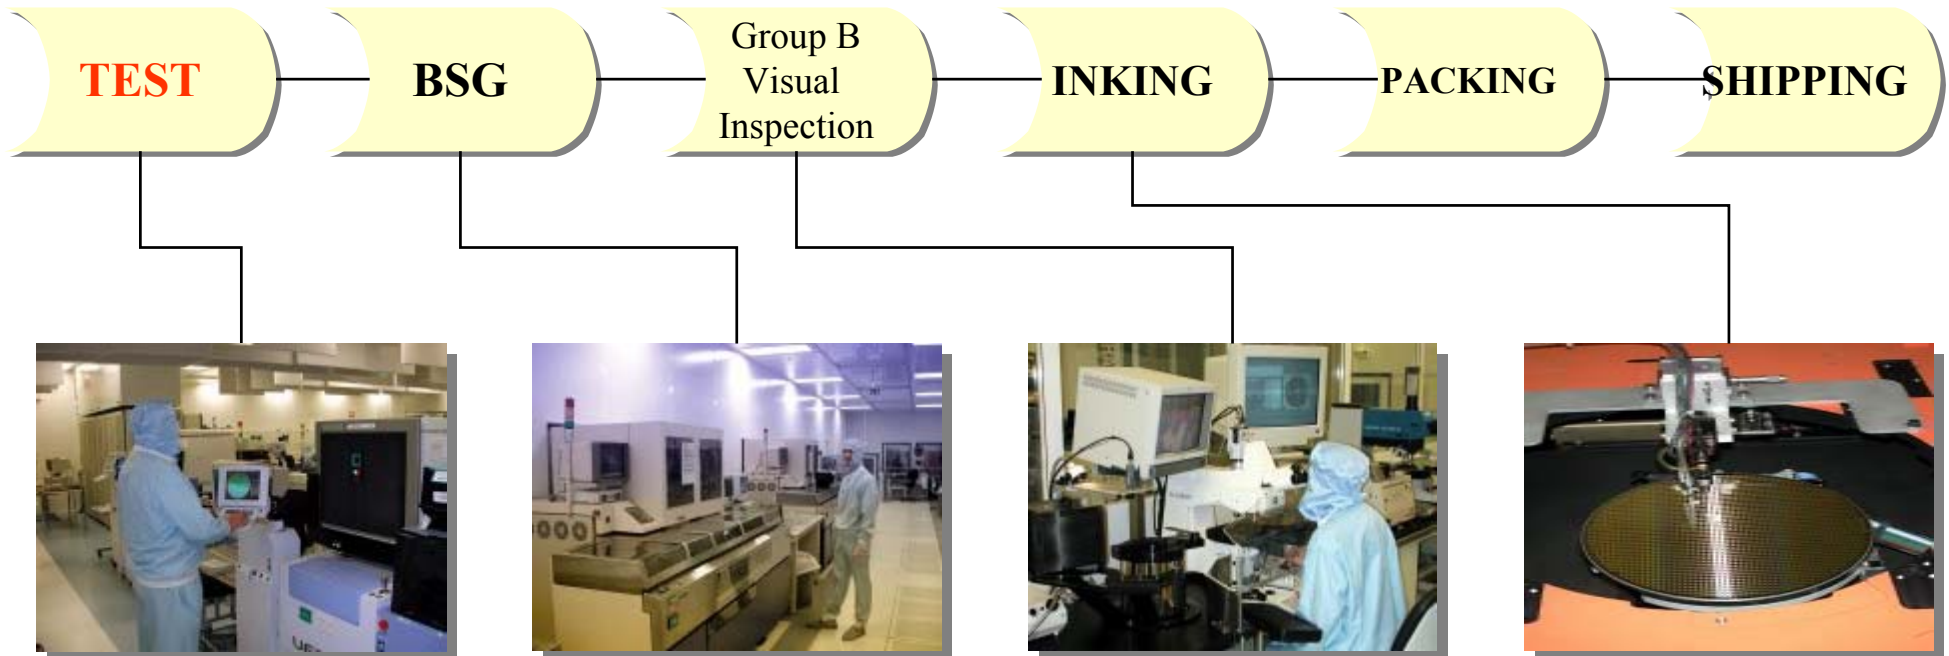 TEST
BSG
Group B
Visual
Inspection
INKING
PACKING
SHIPPING